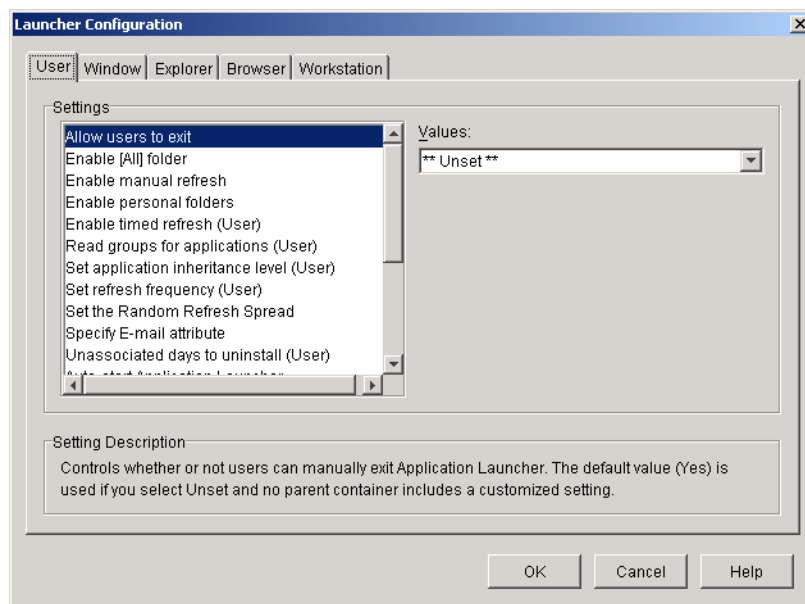 Launcher Configuration
User Window Explorer Browser Workstation
Settings
Allow users to exit
Enable [All] folder
Enable manual refresh
Enable personal folders
Enable timed refresh (User)
Read groups for applications (User)
Set application inheritance level (User)
Set refresh frequency (User)
Set the Random Refresh Spread
Specify E-mail attribute
Unassociated days to uninstall (User)
Auto-start Application Launcher
Values:
** Unset **
Setting Description
Controls whether or not users can manually exit Application Launcher. The default value (Yes) is
used if you select Unset and no parent container includes a customized setting.
OK Cancel Help